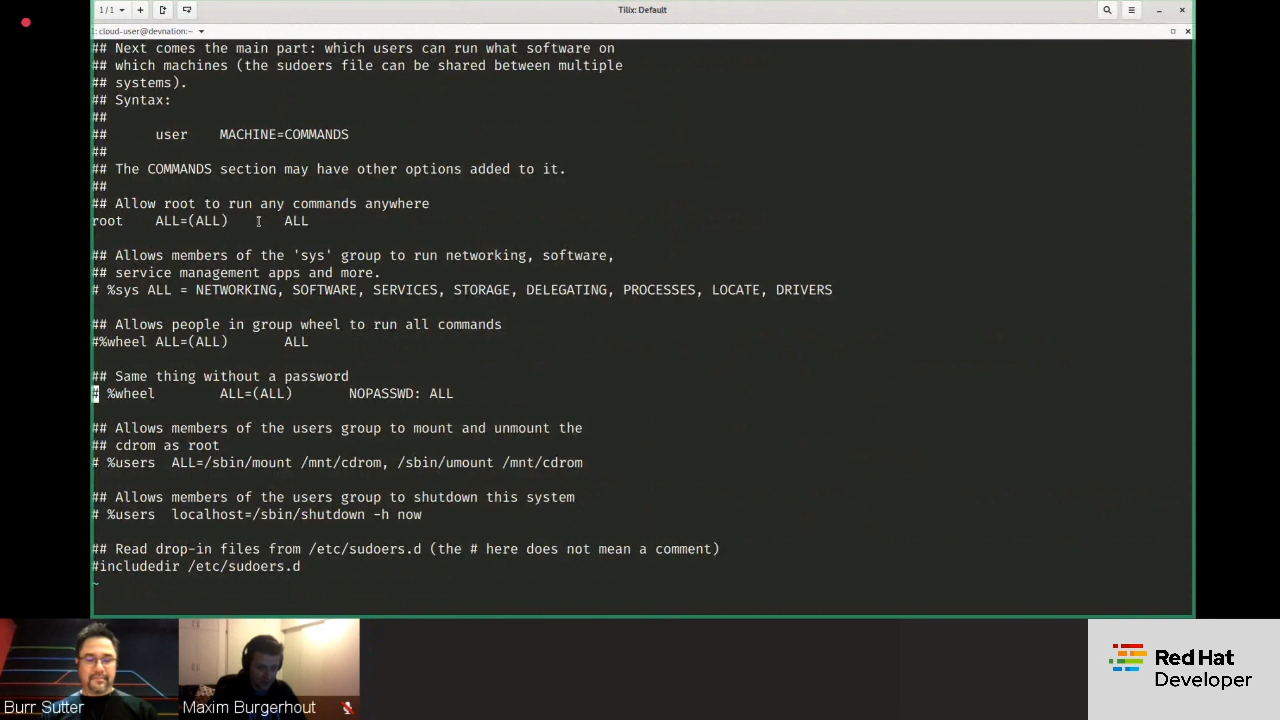 1/1
Tilix: Default
: cloud-user@devnation:~
## Next comes the main part: which users can run what software on
## which machines (the sudoers file can be shared between multiple
## systems).
## Syntax:
##
##      user    MACHINE=COMMANDS
##
## The COMMANDS section may have other options added to it.
##
## Allow root to run any commands anywhere
root    ALL=(ALL)       ALL
## Allows members of the 'sys' group to run networking, software,
## service management apps and more.
# %sys ALL = NETWORKING, SOFTWARE, SERVICES, STORAGE, DELEGATING, PROCESSES, LOCATE, DRIVERS
## Allows people in group wheel to run all commands
#%wheel ALL=(ALL)       ALL
## Same thing without a password
# %wheel        ALL=(ALL)       NOPASSWD: ALL
## Allows members of the users group to mount and unmount the
## cdrom as root
# %users  ALL=/sbin/mount /mnt/cdrom, /sbin/umount /mnt/cdrom
## Allows members of the users group to shutdown this system
# %users  localhost=/sbin/shutdown -h now
## Read drop-in files from /etc/sudoers.d (the # here does not mean a comment)
#includedir /etc/sudoers.d
~
Burr Sutter
Maxim Burgerhout
Red Hat
Developer